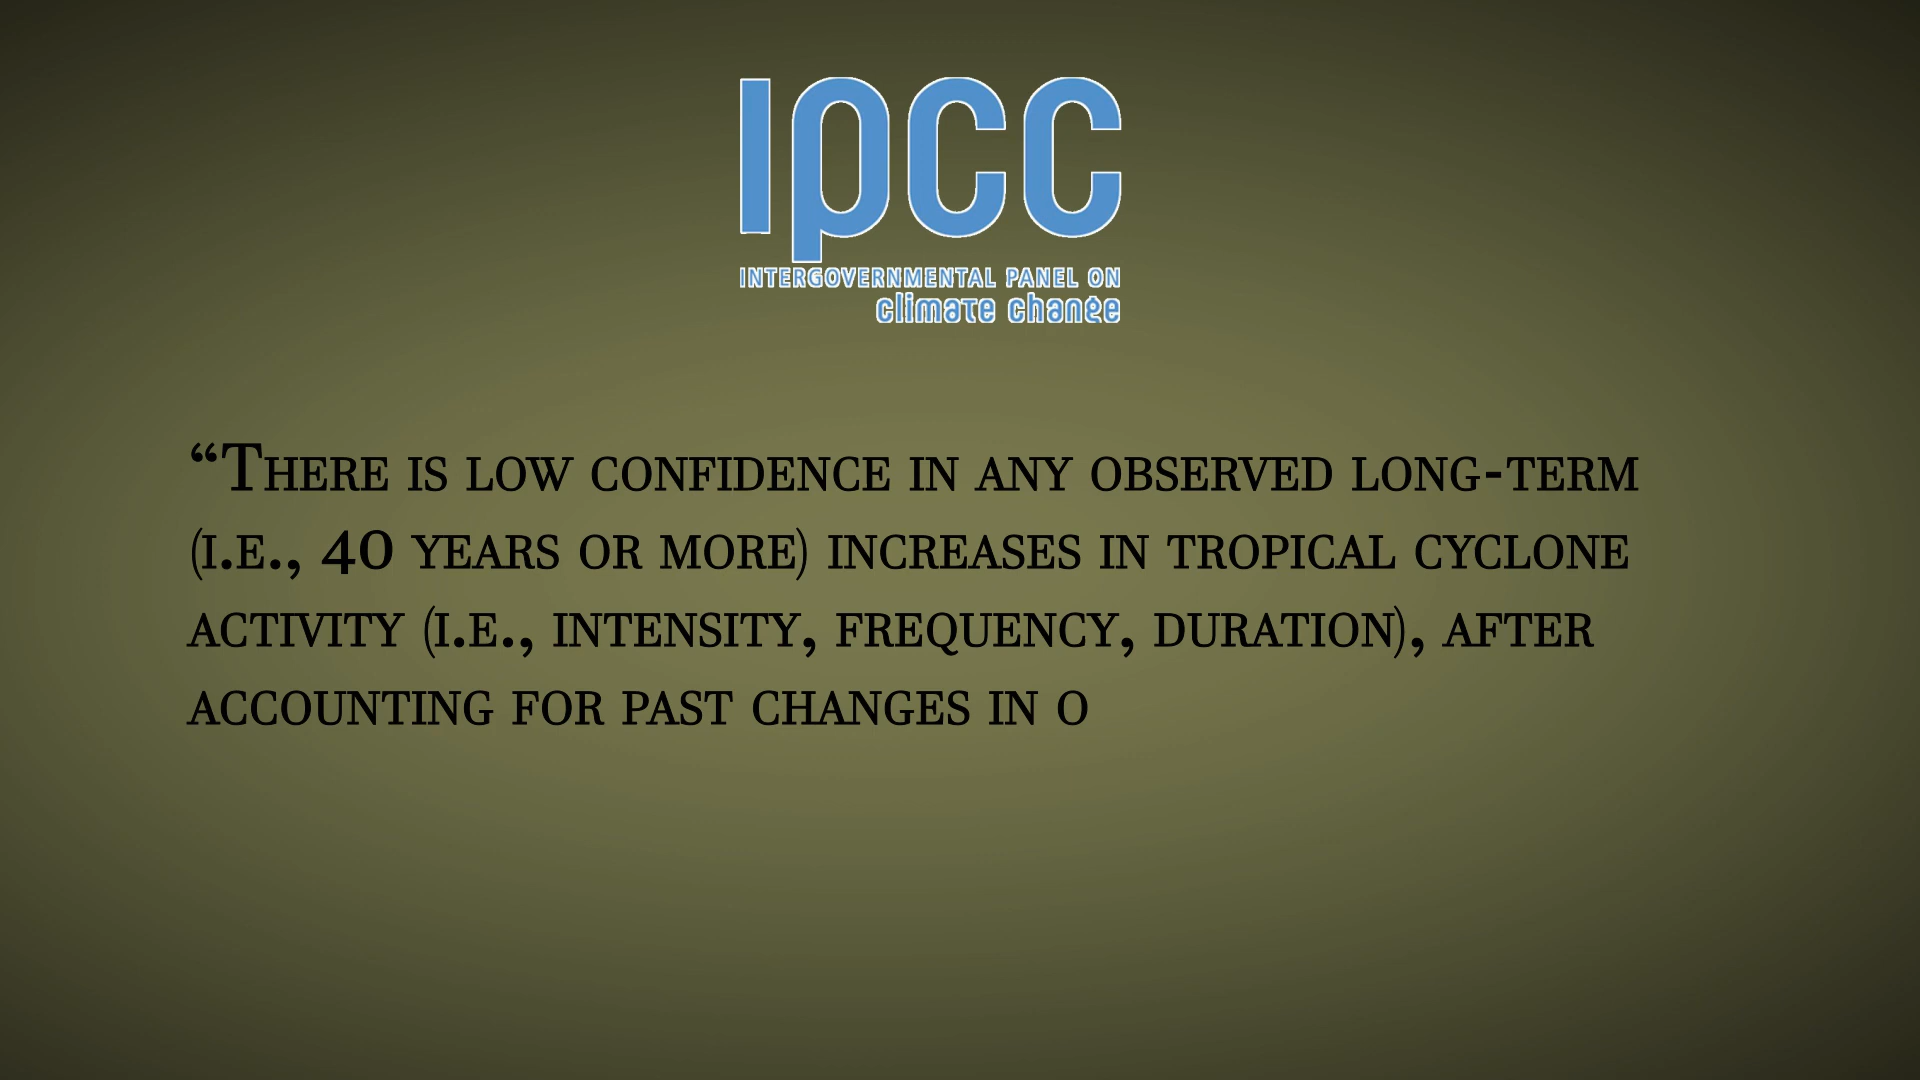 ipcc
INTERGOVERNMENTAL PANEL ON
climate change
“There is low confidence in any observed long-term
(i.e., 40 years or more) increases in tropical cyclone
activity (i.e., intensity, frequency, duration), after
accounting for past changes in o